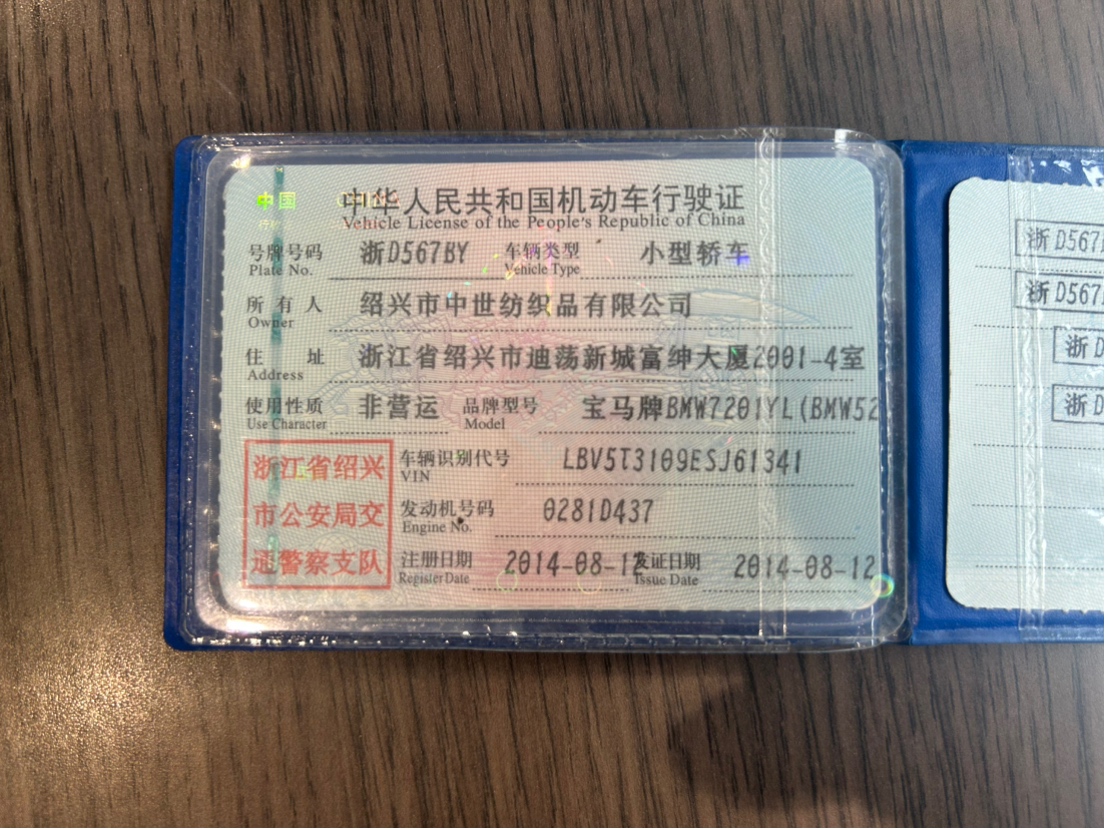 中国
中华人民共和国机动车行驶证
Vehicle License of the People's Republic of China
号牌号码 浙D567BY 车辆类型 小型轿车
Plate No. Vehicle Type
所有人 绍兴市中世纺织品有限公司
Owner
住址 浙江省绍兴市迪荡新城富绅大厦2001-4室
Address
使用性质 非营运 品牌型号 宝马牌BMW7201YL(BMW52
Use Character Model
浙江省绍兴
市公安局交
通警察支队
车辆识别代号 LBV5T3109ESJ61341
VIN
发动机号码 0281D437
Engine No.
注册日期 2014-08-12 发证日期 2014-08-12
Register Date Issue Date
浙D567
浙D567
浙D
浙D